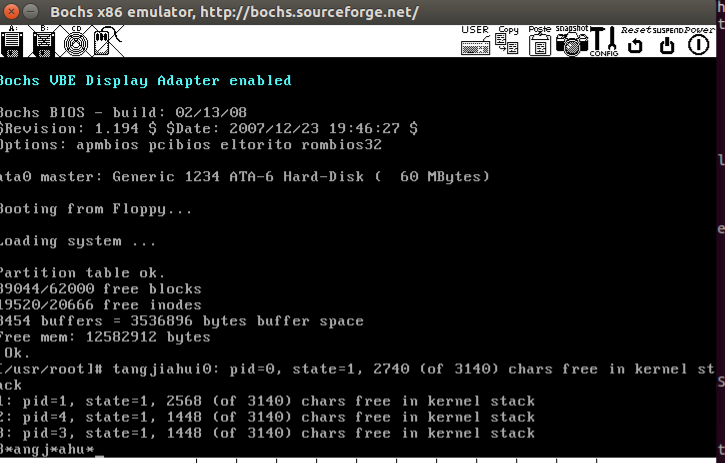 Bochs x86 emulator, http://bochs.sourceforge.net/
A: B: CD USER Copy Paste snapshot CONFIG Reset SUSPEND Power
Bochs VBE Display Adapter enabled
Bochs BIOS - build: 02/13/08
$Revision: 1.194 $ $Date: 2007/12/23 19:46:27 $
Options: apmbios pcibios eltorito rombios32
ata0 master: Generic 1234 ATA-6 Hard-Disk ( 60 MBytes)
Booting from Floppy...
Loading system ...
Partition table ok.
39044/62000 free blocks
19520/20666 free inodes
3454 buffers = 3536896 bytes buffer space
Free mem: 12582912 bytes
Ok.
[/usr/root]# tangjiahui0: pid=0, state=1, 2740 (of 3140) chars free in kernel st
ack
1: pid=1, state=1, 2568 (of 3140) chars free in kernel stack
2: pid=4, state=1, 1448 (of 3140) chars free in kernel stack
3: pid=3, state=1, 1448 (of 3140) chars free in kernel stack
*angj*ahu*_